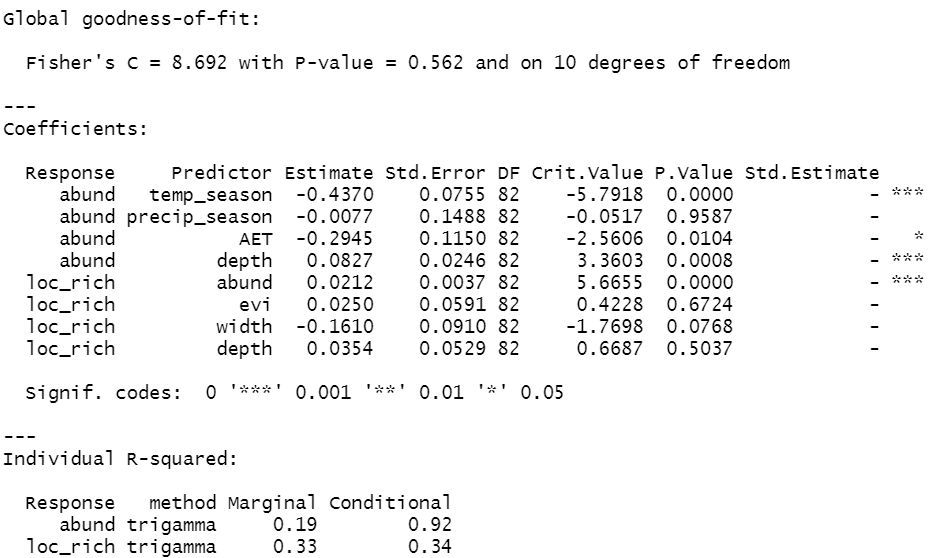 Global goodness-of-fit:
Fisher's C = 8.692 with P-value = 0.562 and on 10 degrees of freedom
---
Coefficients:
Response Predictor Estimate Std.Error DF Crit.Value P.Value Std.Estimate
abund temp_season -0.4370 0.0755 82 -5.7918 0.0000 - ***
abund precip_season -0.0077 0.1488 82 -0.0517 0.9587 -
abund AET -0.2945 0.1150 82 -2.5606 0.0104 - *
abund depth 0.0827 0.0246 82 3.3603 0.0008 - ***
loc_rich abund 0.0212 0.0037 82 5.6655 0.0000 - ***
loc_rich evi 0.0250 0.0591 82 0.4228 0.6724 -
loc_rich width -0.1610 0.0910 82 -1.7698 0.0768 -
loc_rich depth 0.0354 0.0529 82 0.6687 0.5037 -
Signif. codes: 0 '***' 0.001 '**' 0.01 '*' 0.05
---
Individual R-squared:
Response method Marginal Conditional
abund trigamma 0.19 0.92
loc_rich trigamma 0.33 0.34